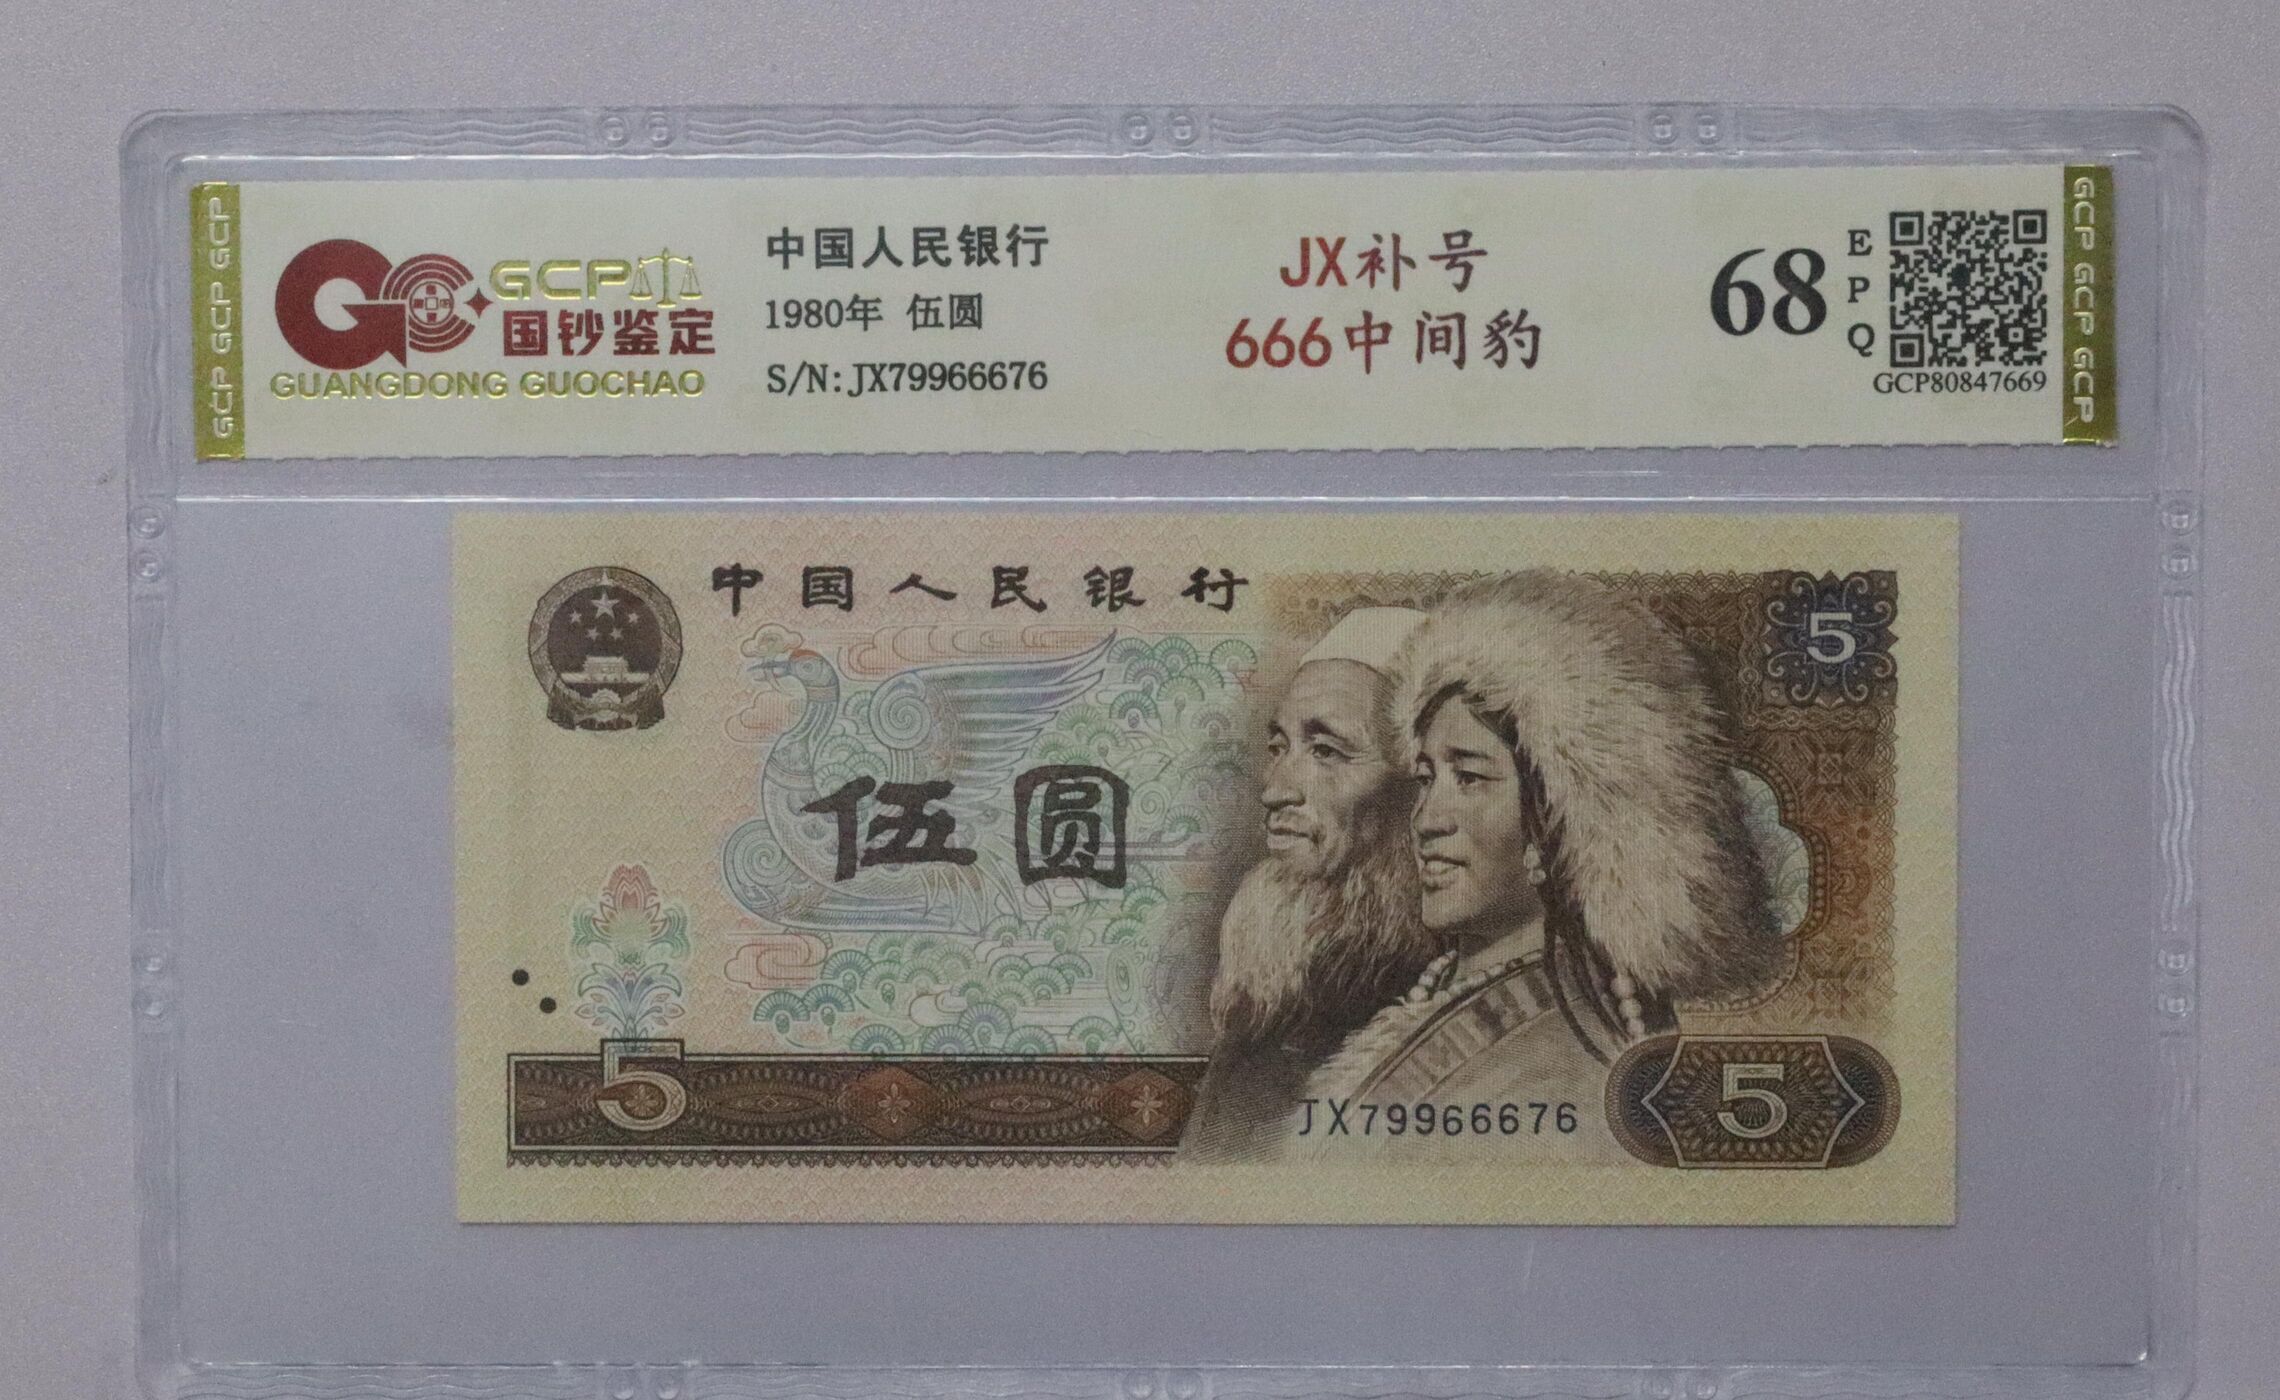 GCP GCP GCP
GCP
国钞鉴定
GUANGDONG GUOCHAO
中国人民银行
1980年 伍圆
S/N:JX79966676
JX补号
666中间豹
68
E
P
Q
GCP80847669
GCP GCP GCP
中国人民银行
5
伍圆
5
JX79966676
5